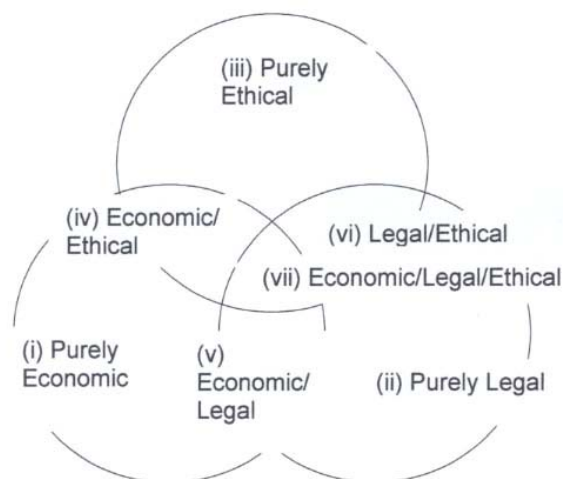 (iii) Purely
Ethical
(iv) Economic/
Ethical
(vi) Legal/Ethical
(vii) Economic/Legal/Ethical
(i) Purely
Economic
(v)
Economic/
Legal
(ii) Purely Legal